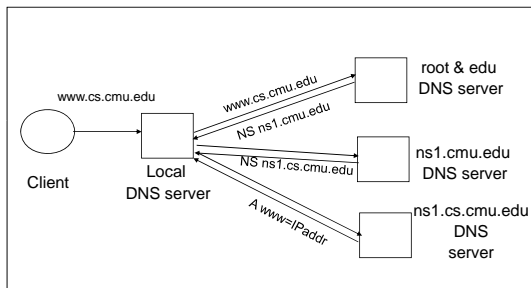 www.cs.cmu.edu
Client
Local
DNS server
www.cs.cmu.edu
NS ns1.cmu.edu
root & edu
DNS server
NS ns1.cs.cmu.edu
ns1.cmu.edu
DNS server
A www=IPaddr
ns1.cs.cmu.edu
DNS
server